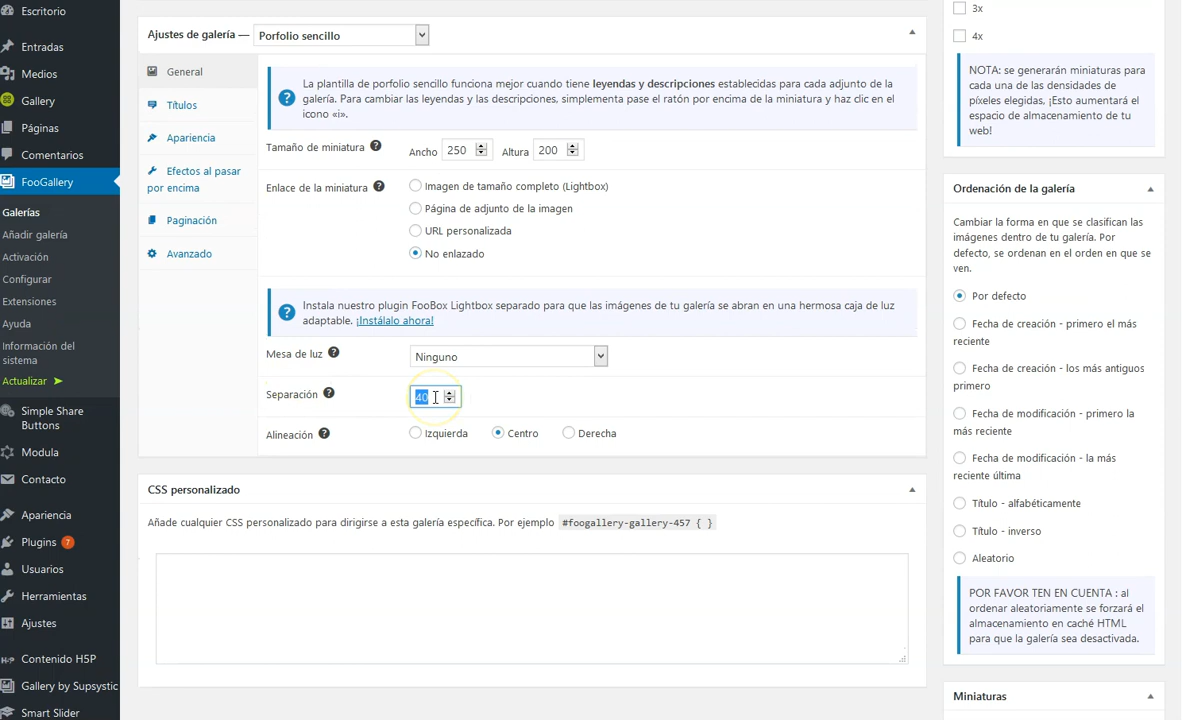 Escritorio
Entradas
Medios
Gallery
Páginas
Comentarios
FooGallery
Galerías
Añadir galería
Activación
Configurar
Extensiones
Ayuda
Información del
sistema
Actualizar
Simple Share
Buttons
Modula
Contacto
Apariencia
Plugins 7
Usuarios
Herramientas
Ajustes
H-P Contenido H5P
Gallery by Supsystic
Smart Slider
Ajustes de galería — Porfolio sencillo
General
Títulos
Apariencia
Efectos al pasar
por encima
Paginación
Avanzado
La plantilla de porfolio sencillo funciona mejor cuando tiene leyendas y descripciones establecidas para cada adjunto de la
galería. Para cambiar las leyendas y las descripciones, simplemente pase el ratón por encima de la miniatura y haz clic en el
icono «i».
Tamaño de miniatura ? Ancho 250 Altura 200
Enlace de la miniatura ? Imagen de tamaño completo (Lightbox)
Página de adjunto de la imagen
URL personalizada
No enlazado
Instala nuestro plugin FooBox Lightbox separado para que las imágenes de tu galería se abran en una hermosa caja de luz
adaptable. ¡Instálalo ahora!
Mesa de luz ? Ninguno
Separación ? 40
Alineación ? Izquierda Centro Derecha
CSS personalizado
Añade cualquier CSS personalizado para dirigirse a esta galería específica. Por ejemplo #foogallery-gallery-457 { }
3x
4x
NOTA: se generarán miniaturas
para cada una de las densidades de
píxeles elegidas, ¡Esto aumentará el
espacio de almacenamiento de tu
web!
Ordenación de la galería
Cambiar la forma en que se clasifican las
imágenes dentro de tu galería. Por
defecto, se ordenan en el orden en que se
ven.
Por defecto
Fecha de creación - primero el más
reciente
Fecha de creación - los más antiguos
primero
Fecha de modificación - primero la
más reciente
Fecha de modificación - la más
reciente última
Título - alfabéticamente
Título - inverso
Aleatorio
POR FAVOR TEN EN CUENTA : al
ordenar aleatoriamente se forzará el
almacenamiento en caché HTML
para que la galería sea desactivada.
Miniaturas